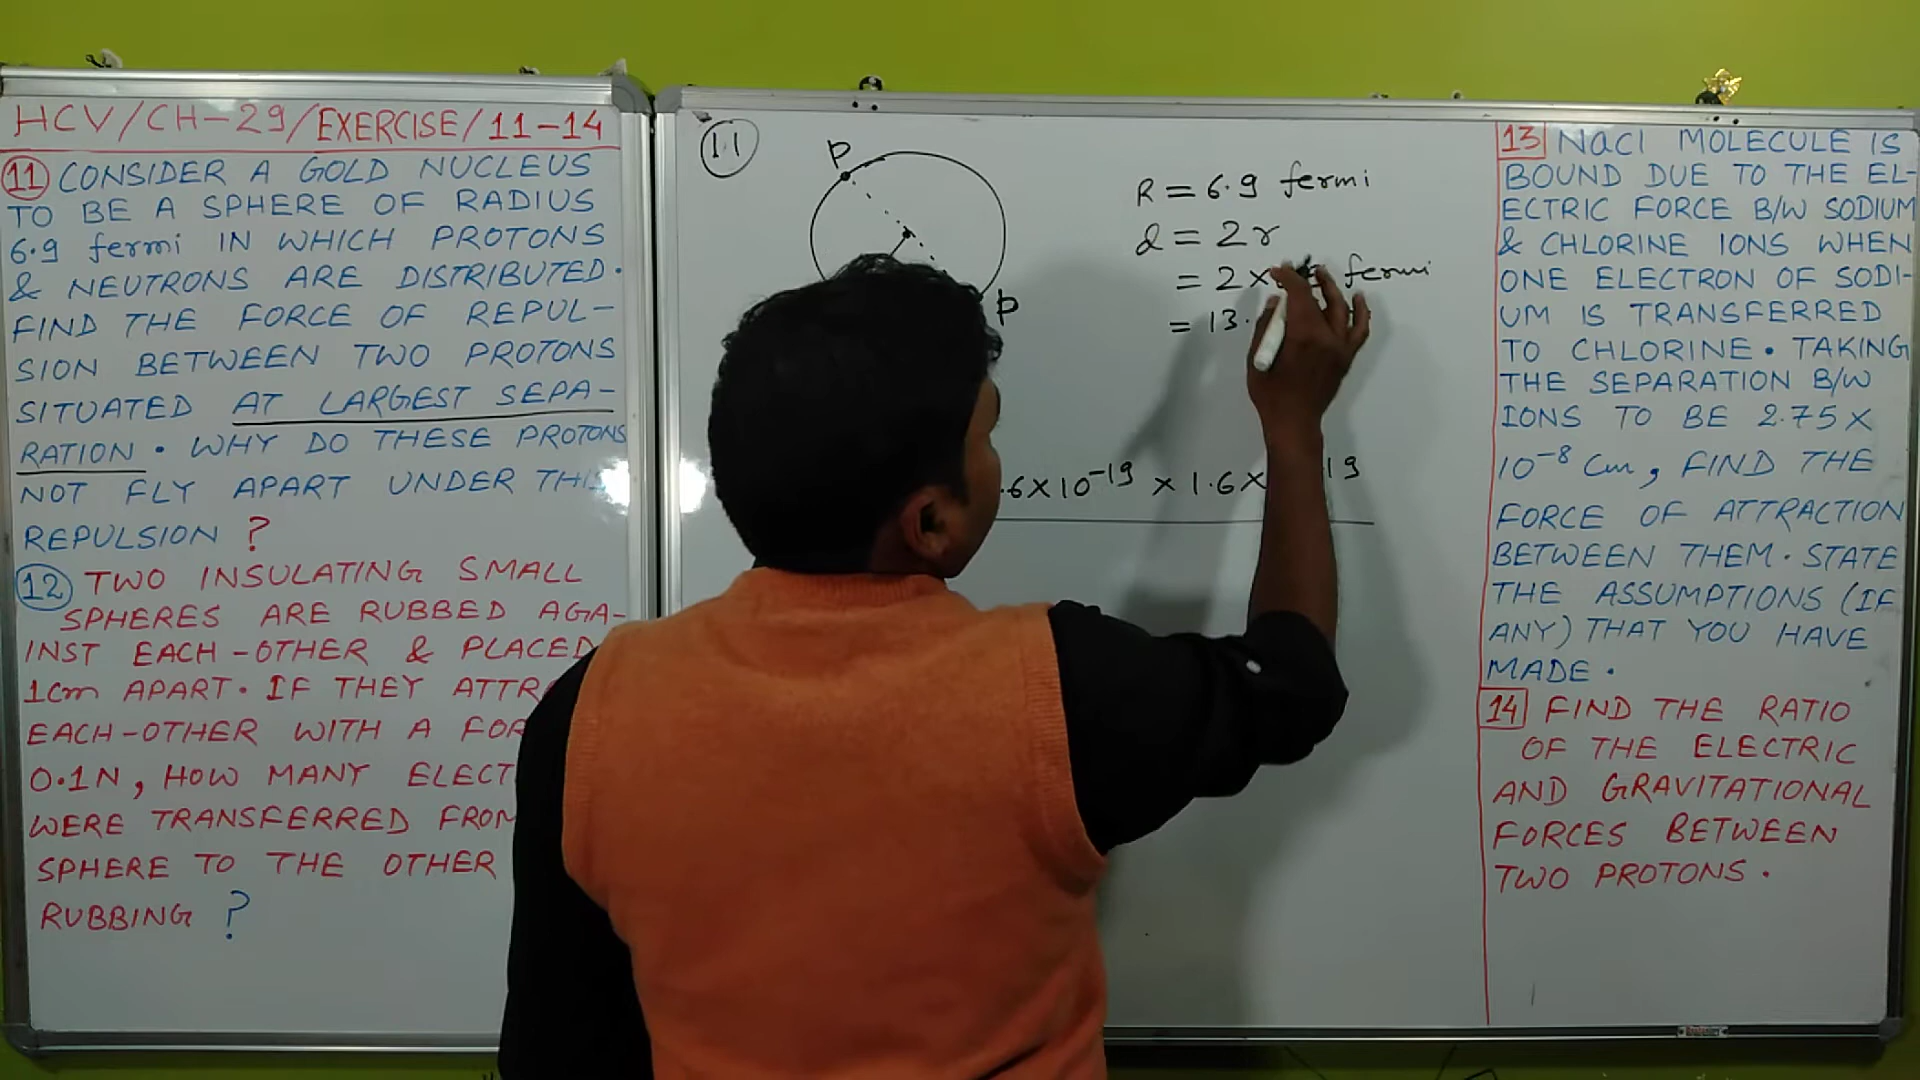 HCV/CH-29/EXERCISE/11-14
11 CONSIDER A GOLD NUCLEUS
TO BE A SPHERE OF RADIUS
6.9 fermi IN WHICH PROTONS
& NEUTRONS ARE DISTRIBUTED.
FIND THE FORCE OF REPUL-
SION BETWEEN TWO PROTONS
SITUATED AT LARGEST SEPA-
RATION. WHY DO THESE PROTONS
NOT FLY APART UNDER THIS
REPULSION ?
12 TWO INSULATING SMALL
SPHERES ARE RUBBED AGA-
INST EACH-OTHER & PLACED
1cm APART. IF THEY
EACH-OTHER WITH A
0.1N, HOW MANY
WERE TRANSFERRED
SPHERE TO THE OTHER
RUBBING ?
11
P
P
R = 6.9 fermi
d = 2r
= 2× fermi
= 13.
.6×10⁻¹⁹ × 1.6× 19
13 NaCl MOLECULE IS
BOUND DUE TO THE EL-
ECTRIC FORCE B/W SODIUM
& CHLORINE IONS WHEN
ONE ELECTRON OF SODI-
UM IS TRANSFERRED
TO CHLORINE. TAKING
THE SEPARATION B/W
IONS TO BE 2.75×
10⁻⁸ Cm, FIND THE
FORCE OF ATTRACTION
BETWEEN THEM. STATE
THE ASSUMPTIONS (IF
ANY) THAT YOU HAVE
MADE.
14 FIND THE RATIO
OF THE ELECTRIC
AND GRAVITATIONAL
FORCES BETWEEN
TWO PROTONS.